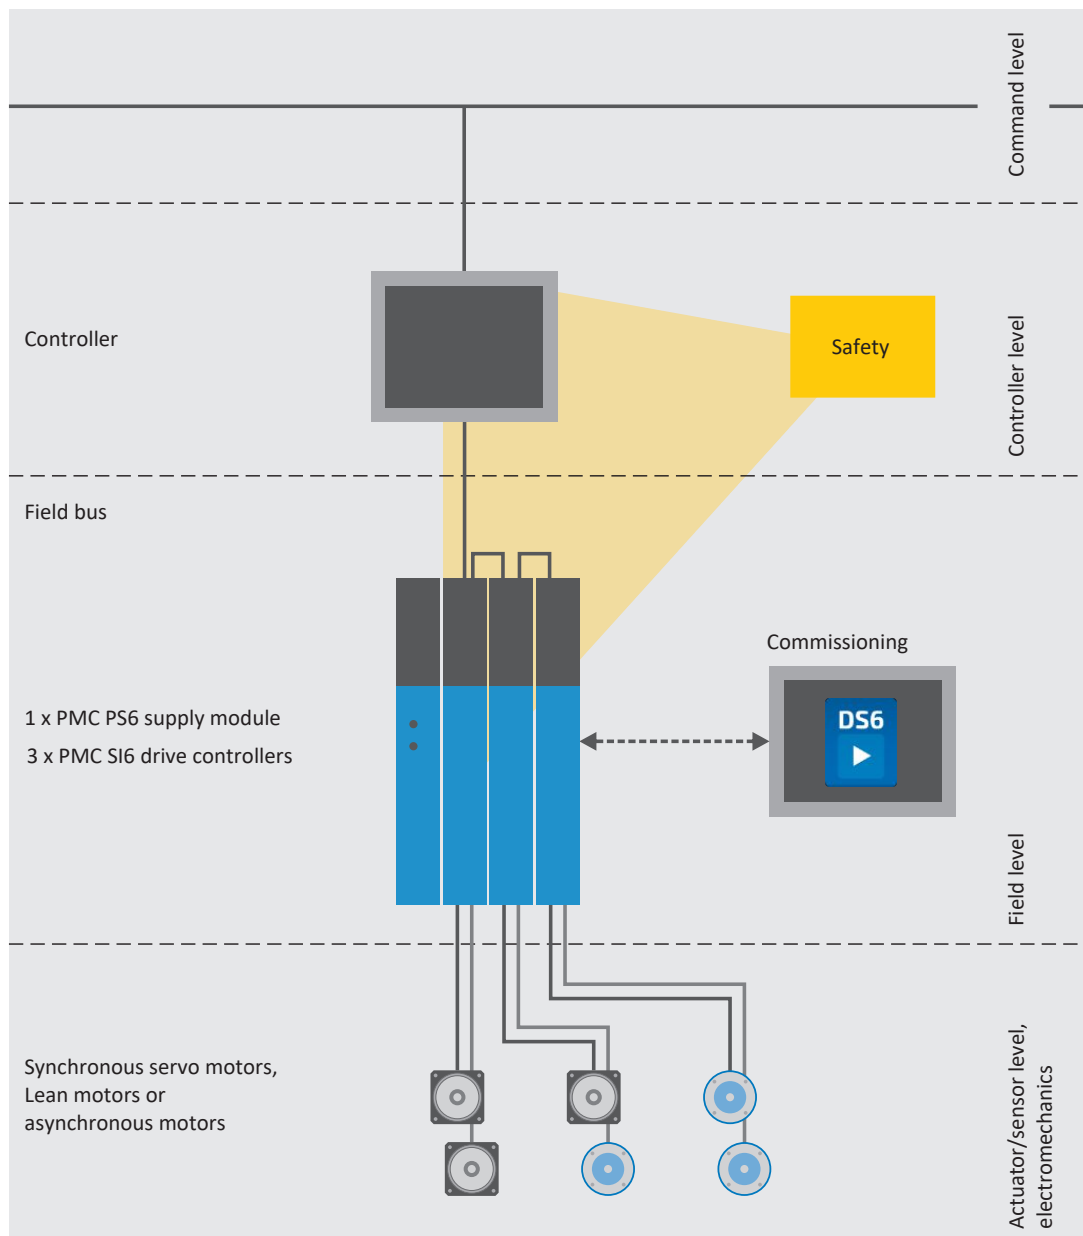 Command level
Controller
Safety
Controller level
Field bus
Commissioning
DS6
1 x PMC PS6 supply module
3 x PMC SI6 drive controllers
Field level
Synchronous servo motors,
Lean motors or
asynchronous motors
Actuator/sensor level,
electromechanics